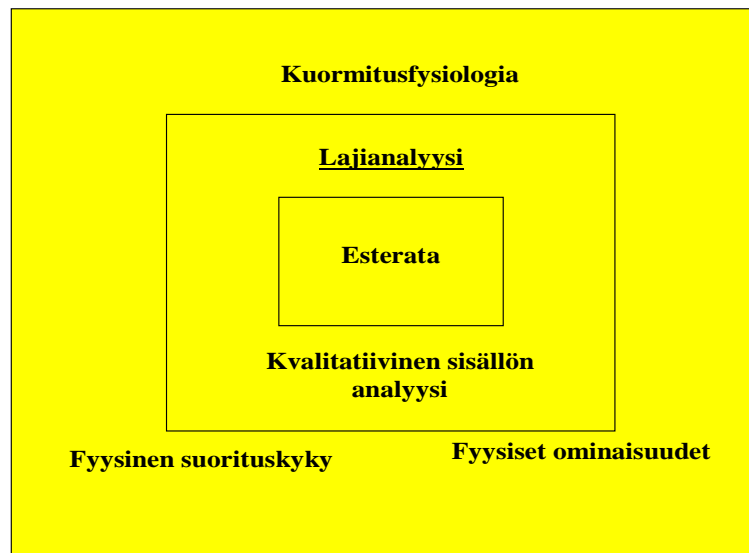 Kuormitusfysiologia
Lajianalyysi
Esterata
Kvalitatiivinen sisällön
analyysi
Fyysinen suorituskyky
Fyysiset ominaisuudet